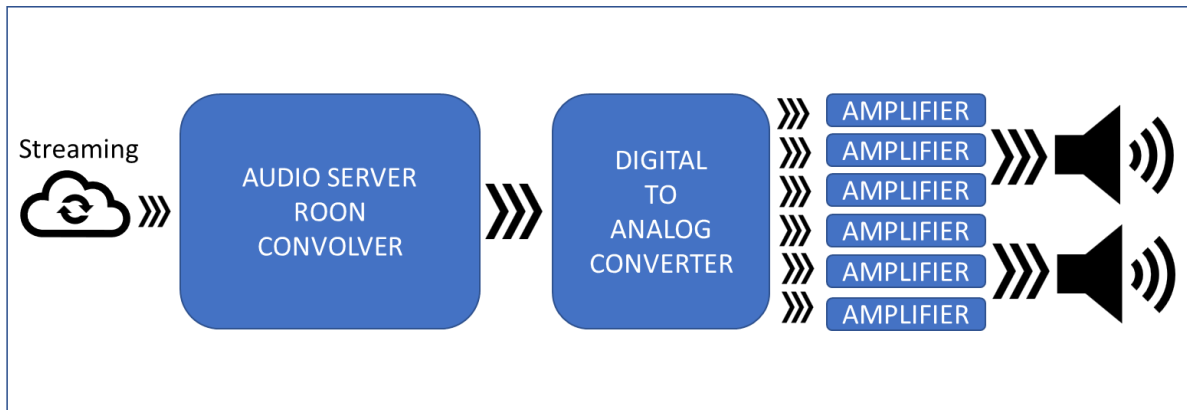 Streaming
AUDIO SERVER
ROON
CONVOLVER
DIGITAL
TO
ANALOG
CONVERTER
AMPLIFIER
AMPLIFIER
AMPLIFIER
AMPLIFIER
AMPLIFIER
AMPLIFIER